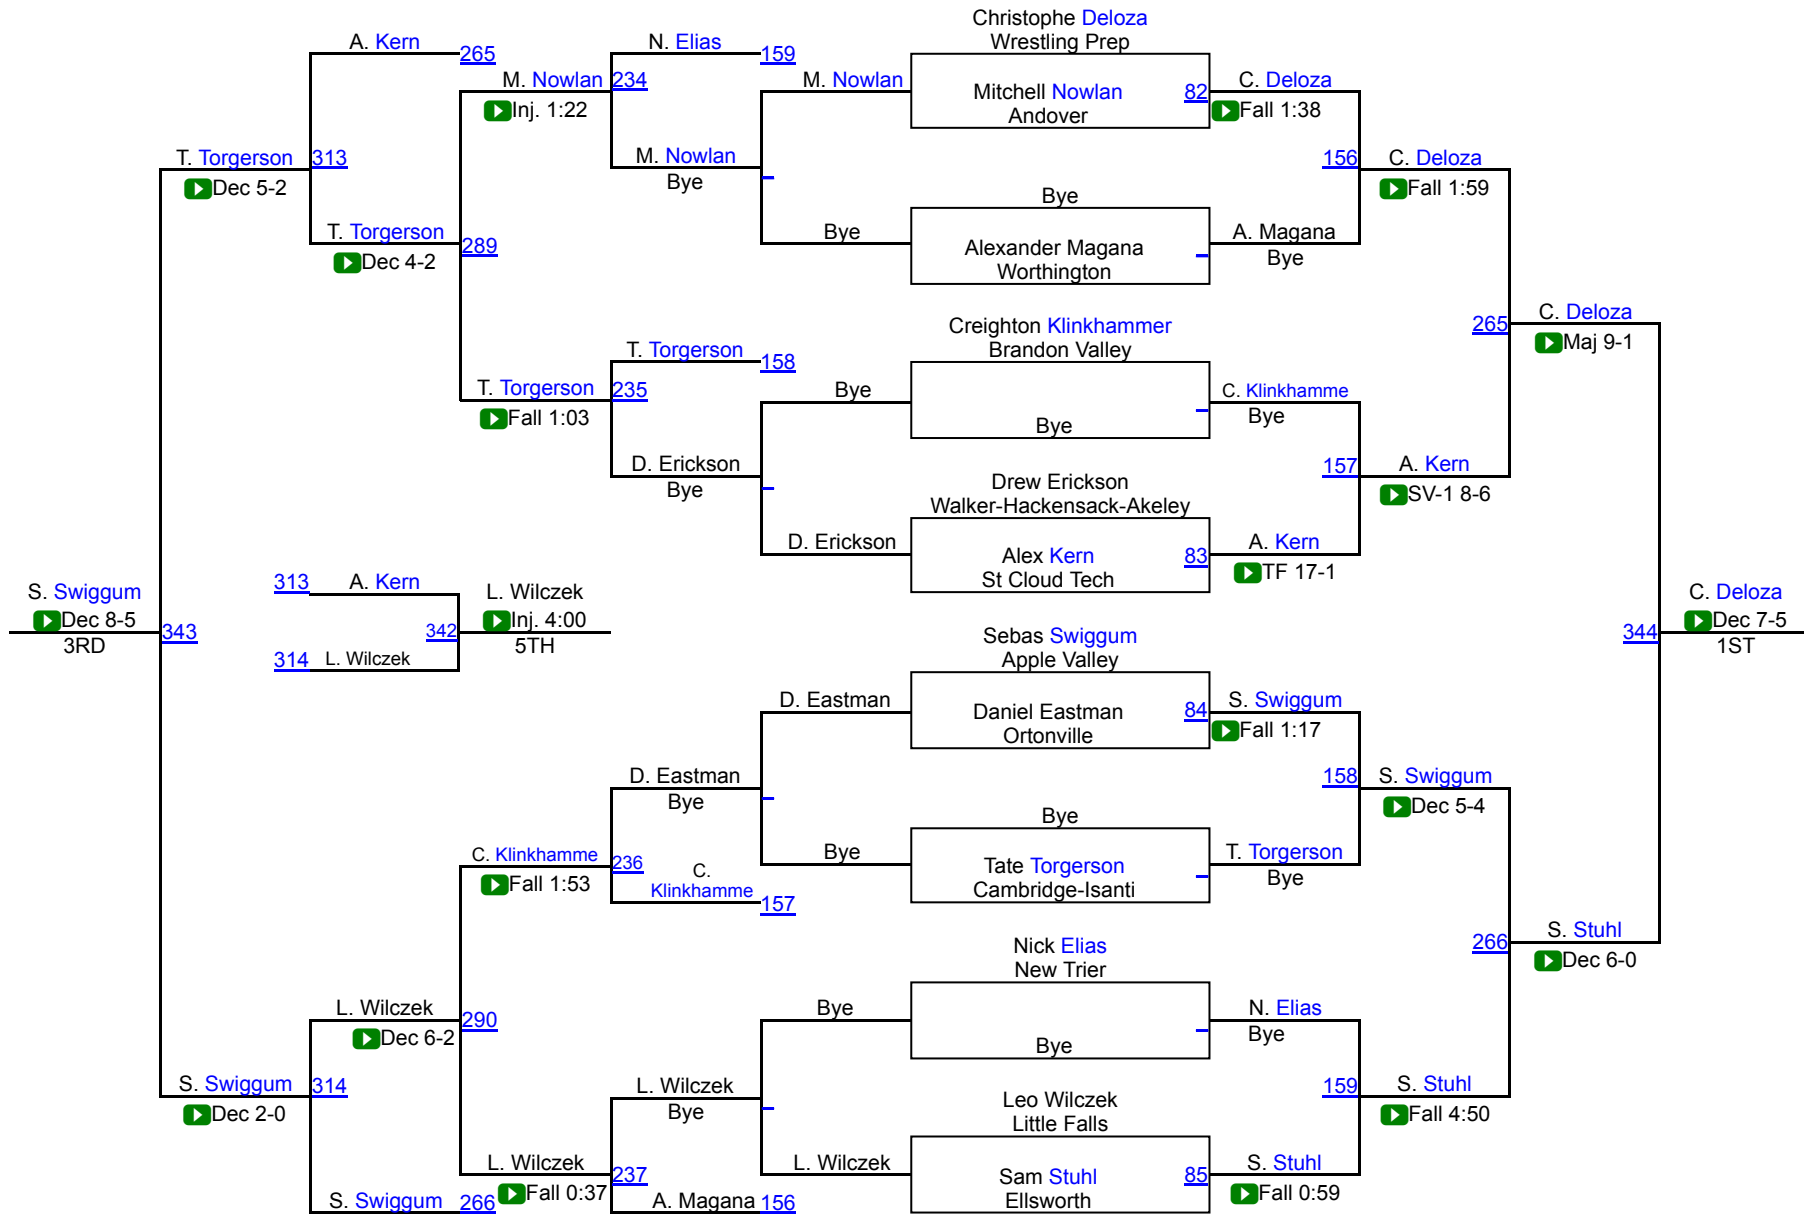 Christophe Deloza
Wrestling Prep
A. Kern
265
N. Elias
159
M. Nowlan
234
Inj. 1:22
M. Nowlan
Mitchell Nowlan
Andover
82
C. Deloza
Fall 1:38
T. Torgerson
313
Dec 5-2
M. Nowlan
Bye
156
C. Deloza
Fall 1:59
Bye
T. Torgerson
289
Dec 4-2
Bye
Alexander Magana
Worthington
A. Magana
Bye
Creighton Klinkhammer
Brandon Valley
265
C. Deloza
Maj 9-1
T. Torgerson
158
T. Torgerson
235
Fall 1:03
Bye
Bye
C. Klinkhamme
Bye
D. Erickson
Bye
Drew Erickson
Walker-Hackensack-Akeley
157
A. Kern
SV-1 8-6
D. Erickson
Alex Kern
St Cloud Tech
83
A. Kern
TF 17-1
S. Swiggum
Dec 8-5
3RD
343
313
A. Kern
314
L. Wilczek
342
L. Wilczek
Inj. 4:00
5TH
344
C. Deloza
Dec 7-5
1ST
Sebas Swiggum
Apple Valley
D. Eastman
Daniel Eastman
Ortonville
84
S. Swiggum
Fall 1:17
D. Eastman
Bye
158
S. Swiggum
Dec 5-4
Bye
C. Klinkhamme
236
Fall 1:53
C.
Klinkhamme
157
Bye
Tate Torgerson
Cambridge-Isanti
T. Torgerson
Bye
Nick Elias
New Trier
266
S. Stuhl
Dec 6-0
L. Wilczek
290
Dec 6-2
Bye
Bye
N. Elias
Bye
S. Swiggum
314
Dec 2-0
L. Wilczek
Bye
Leo Wilczek
Little Falls
159
S. Stuhl
Fall 4:50
L. Wilczek
237
Fall 0:37
L. Wilczek
Sam Stuhl
Ellsworth
85
S. Stuhl
Fall 0:59
S. Swiggum
266
A. Magana
156